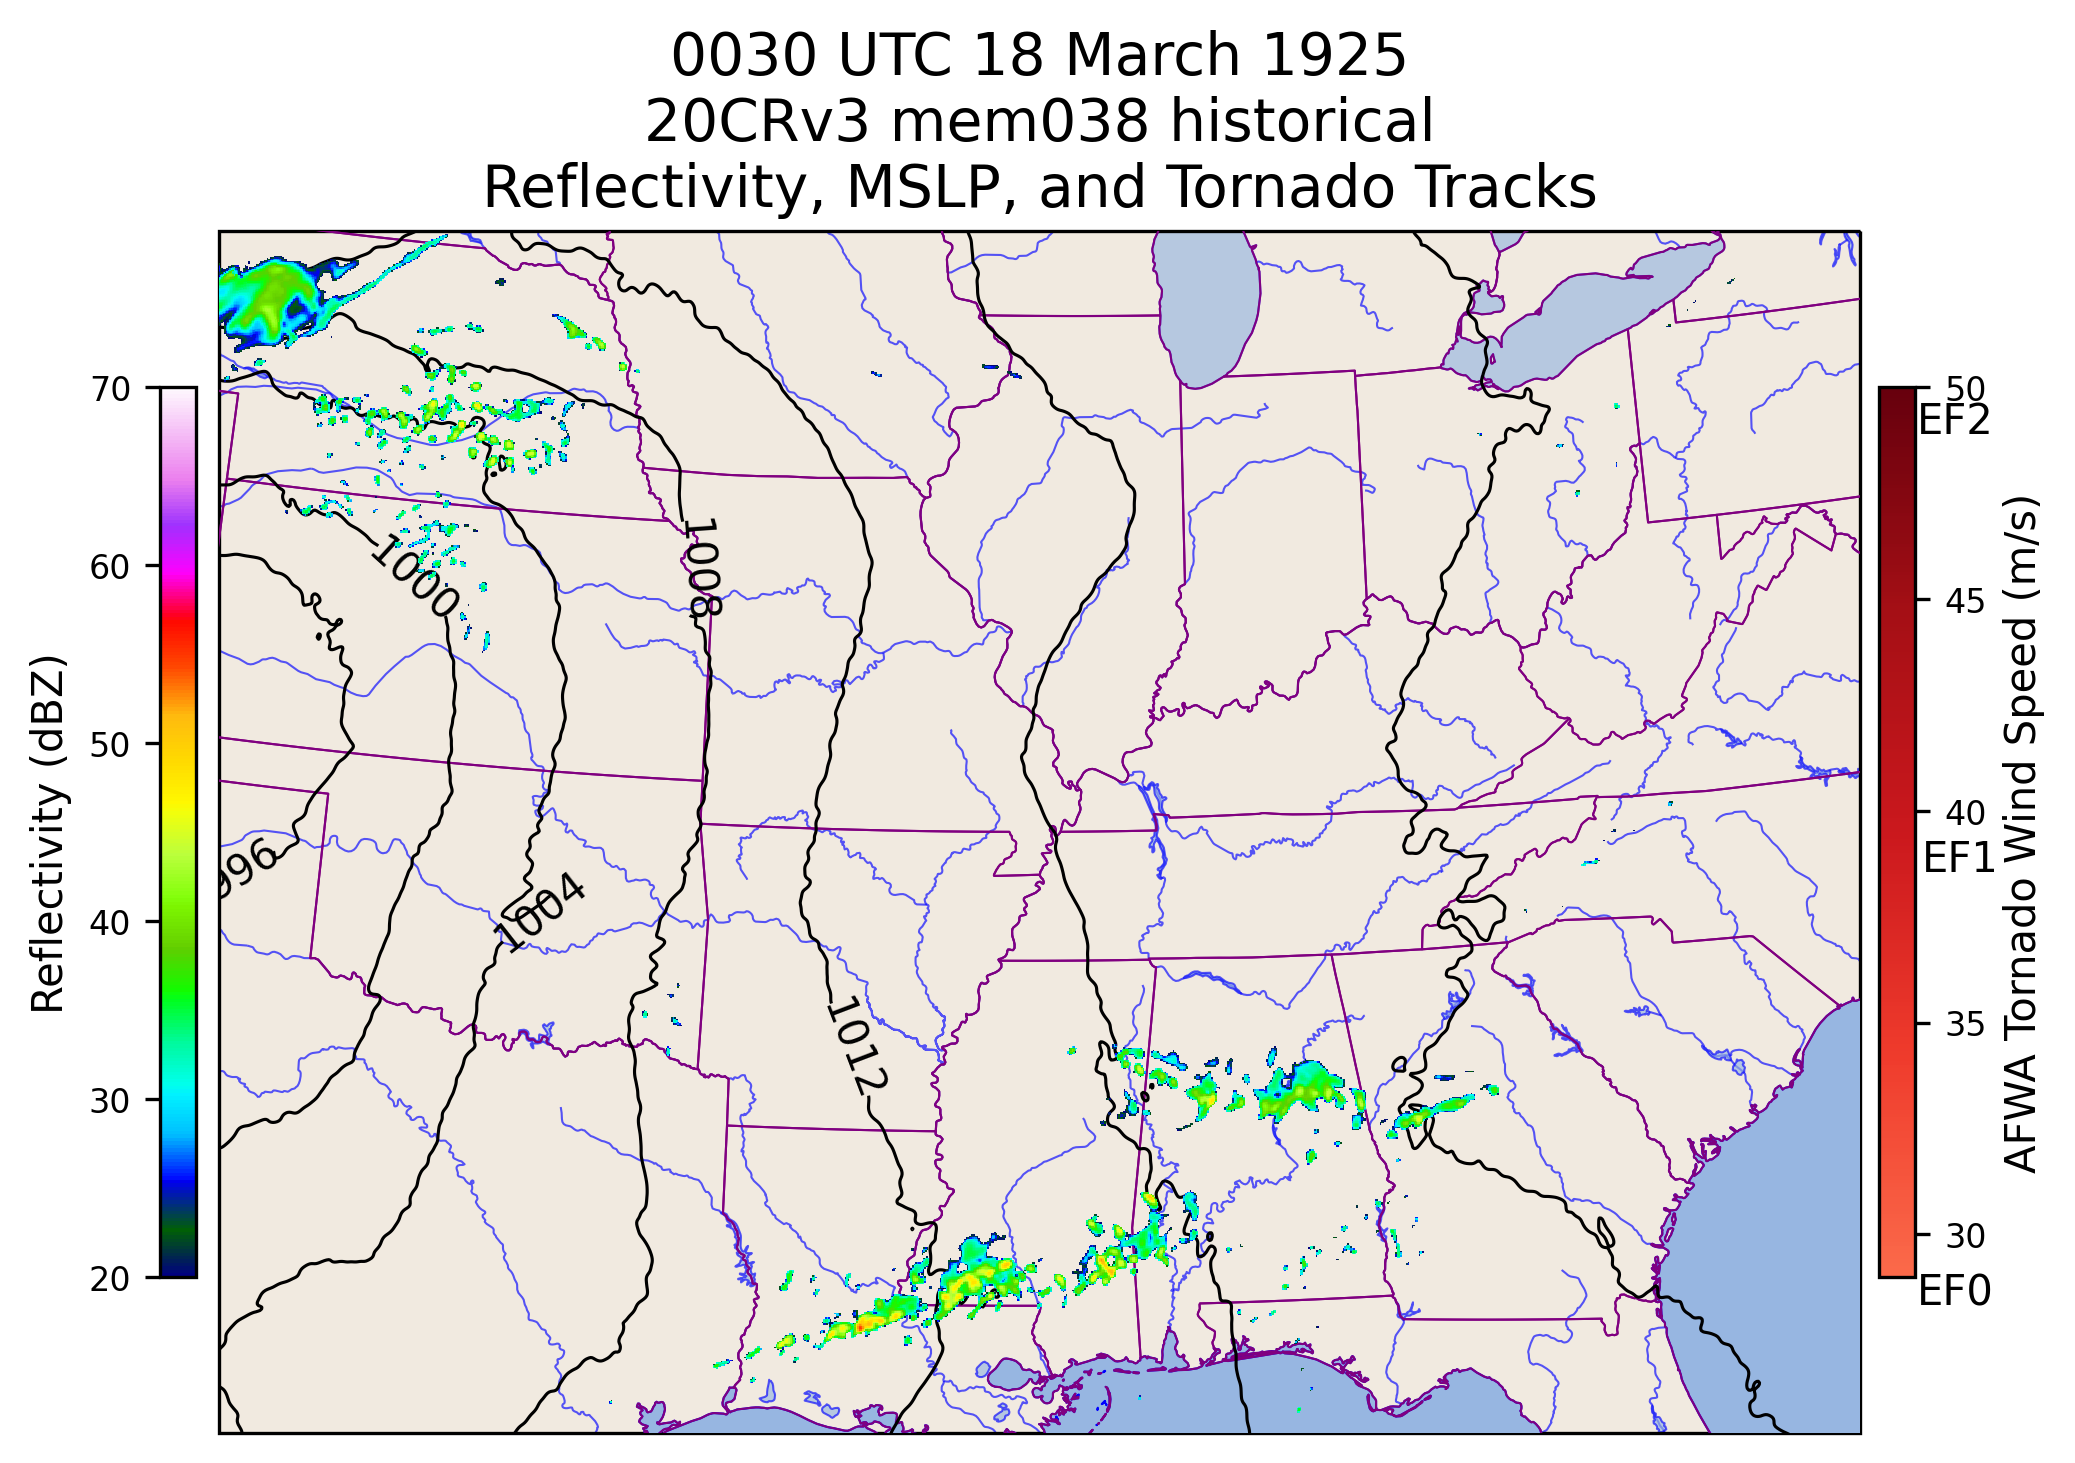 0030 UTC 18 March 1925
20CRv3 mem038 historical
Reflectivity, MSLP, and Tornado Tracks
70
60
50
40
30
20
Reflectivity (dBZ)
1000
1008
996
1004
1012
50
EF2
45
40
EF1
35
30
EF0
AFWA Tornado Wind Speed (m/s)